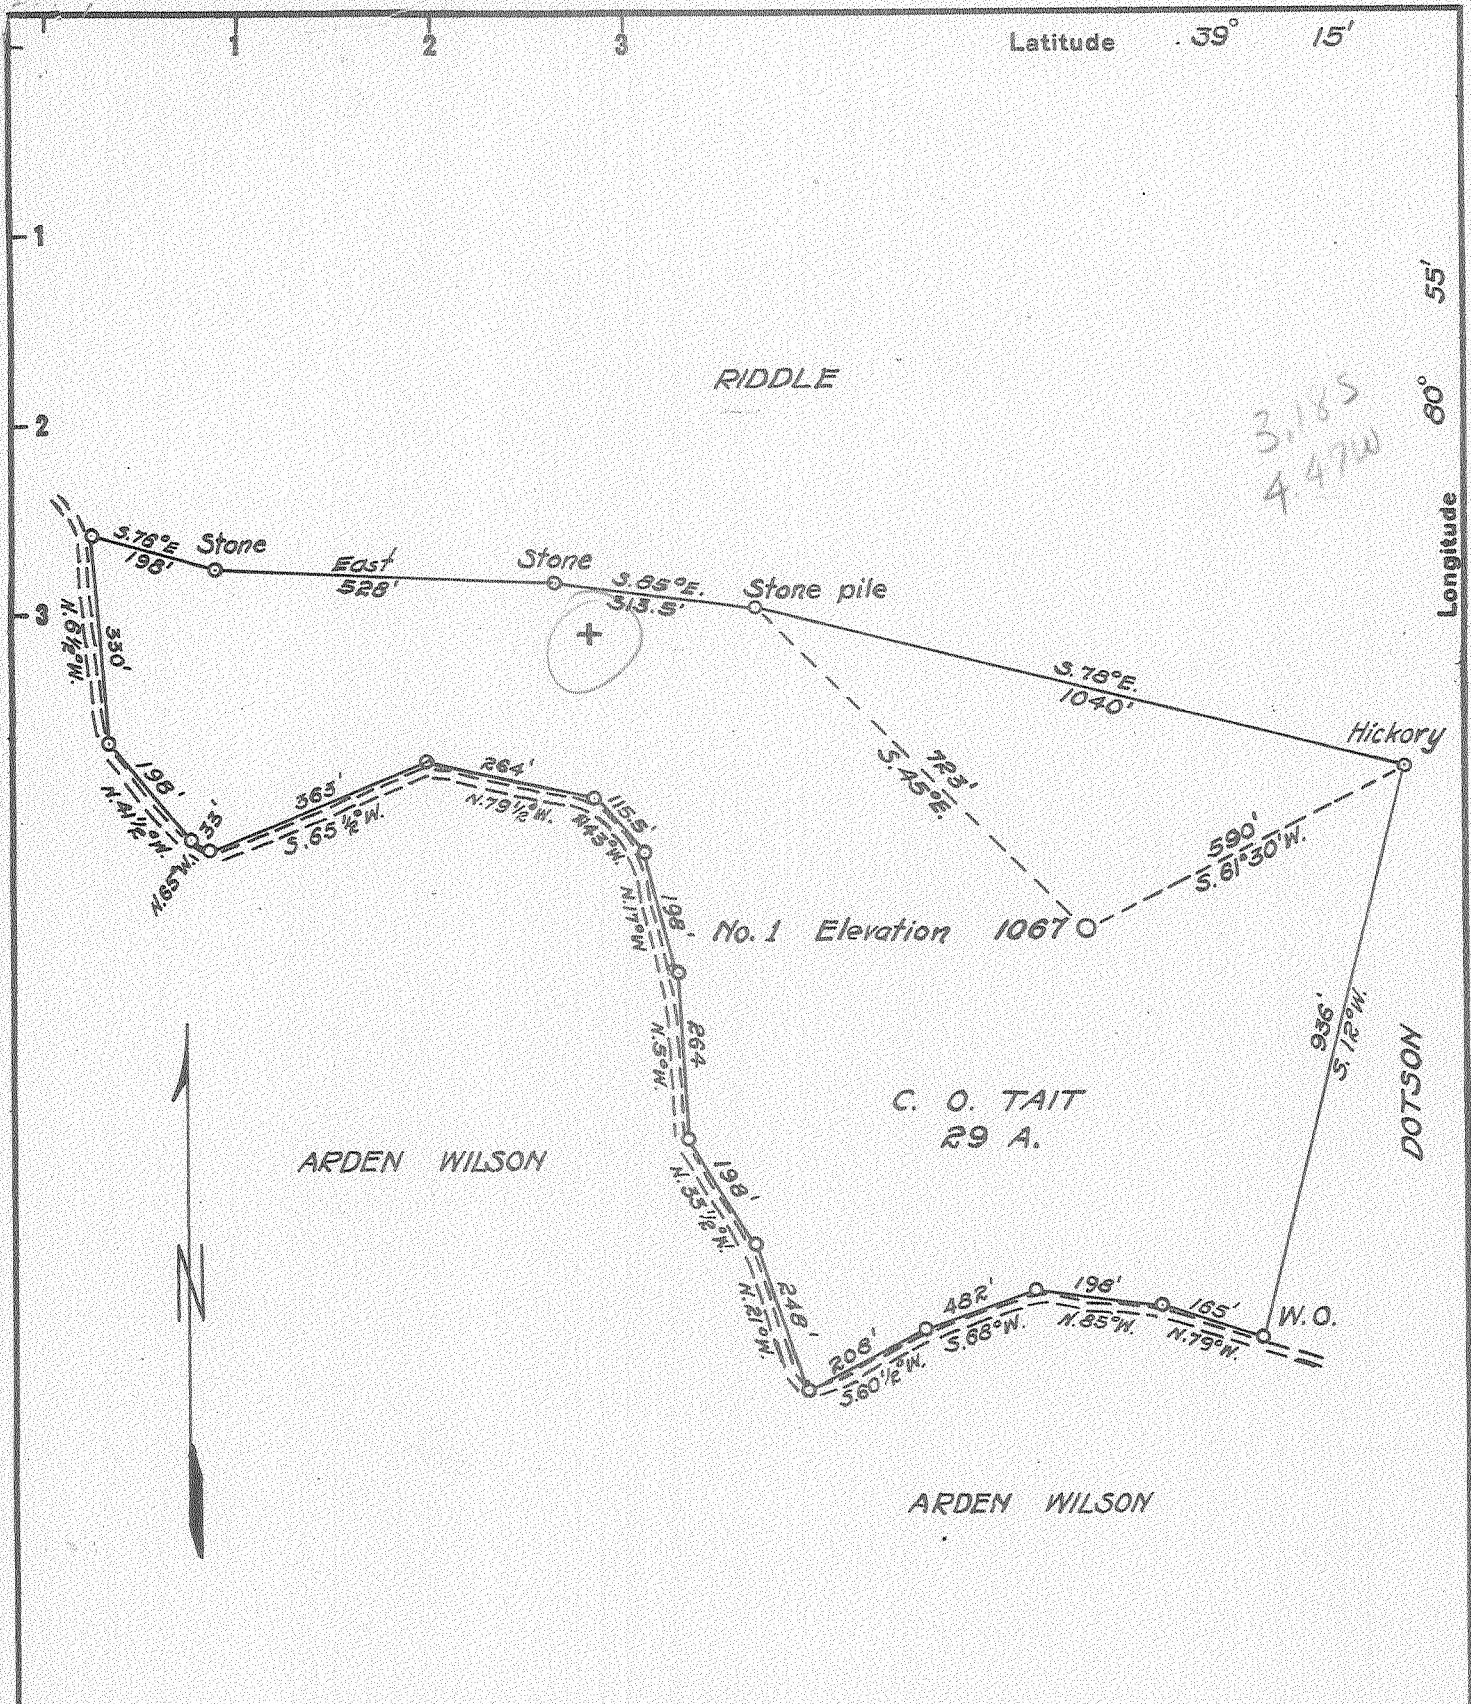 1 2 3 Latitude 39° 15'
1
55'
RIDDLE
80°
2
3.18 S
4.47 W
Longitude
S.76°E
198'
Stone
East
528'
Stone
S.85°E.
313.5'
Stone pile
3
+
330'
N.6½°W.
S.78°E.
1040'
Hickory
723'
S.45°E.
198'
N.41½°W.
33'
N.65°W.
363'
S.65½°W.
264'
N.79½°W.
115.5'
N.43°W.
590'
S.61°30'W.
198'
N.17°W
No. 1 Elevation 1067
936'
S.12°W.
264
N.5°W.
C. O. TAIT
29 A.
DOTSON
ARDEN WILSON
198'
N.33½°W.
N
248'
N.21°W.
206'
S.60½°W.
482'
S.68°W.
198'
N.85°W.
165'
N.79°W.
W.O.
ARDEN WILSON